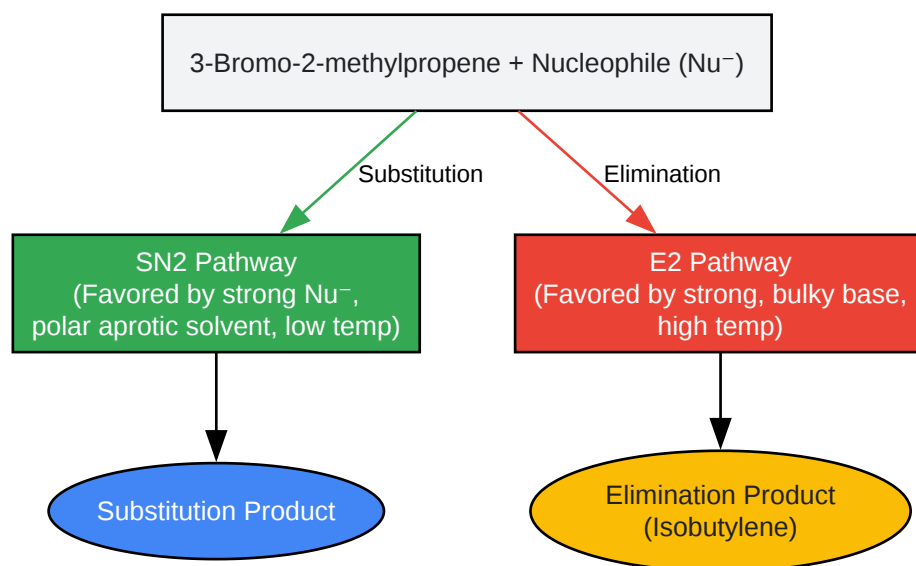 3-Bromo-2-methylpropene + Nucleophile (Nu⁻)
Substitution
Elimination
SN2 Pathway
(Favored by strong Nu⁻,
polar aprotic solvent, low temp)
E2 Pathway
(Favored by strong, bulky base,
high temp)
Substitution Product
Elimination Product
(Isobutylene)